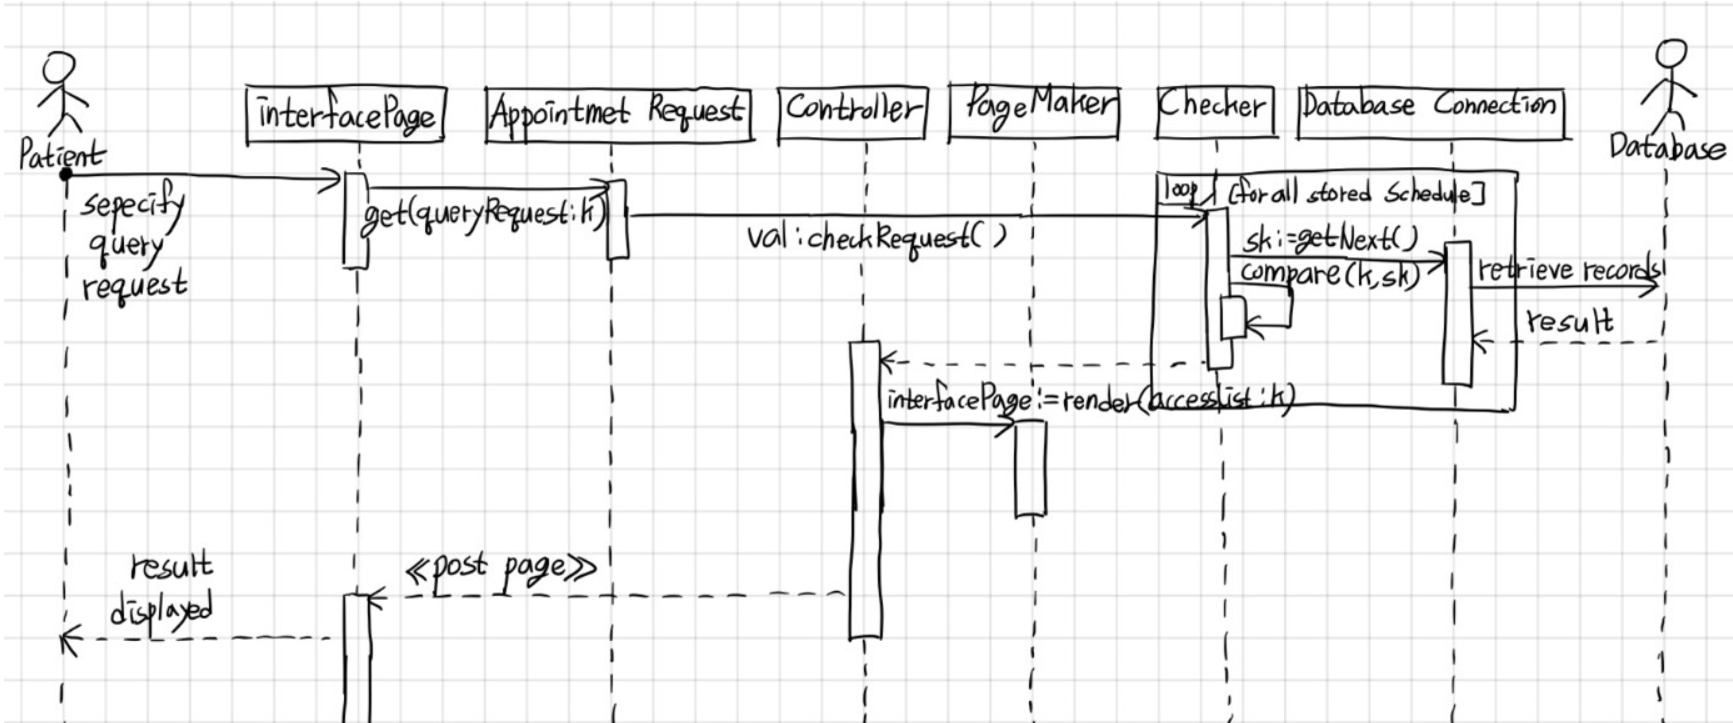 interfacePage
Appointmet Request
Controller
PageMaker
Checker
Database Connection
Patient
Database
sepecify
query
request
get(queryRequest:k)
val:checkRequest()
loop
[for all stored Schedule]
sk:=getNext()
compare(k,sk)
retrieve records
result
interfacePage:=render(accesslist:k)
≪post page≫
result
displayed